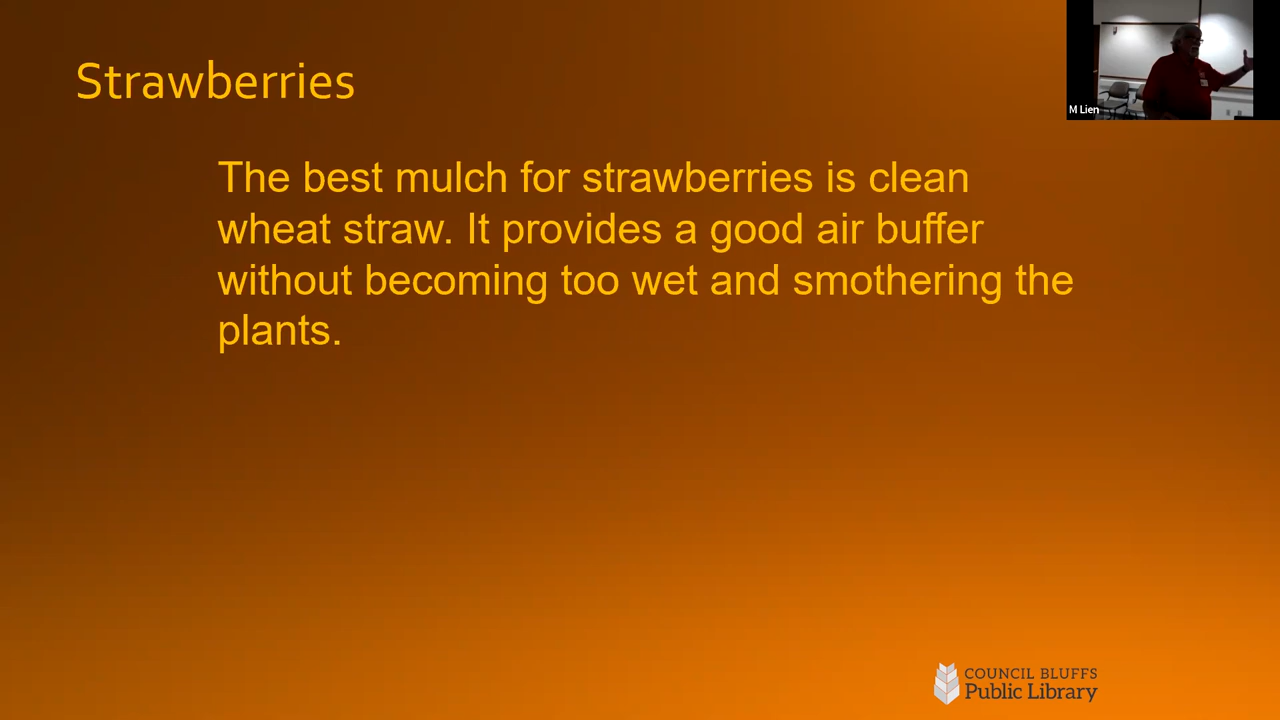 Strawberries
The best mulch for strawberries is clean
wheat straw. It provides a good air buffer
without becoming too wet and smothering the
plants.
M Lien
COUNCIL BLUFFS
Public Library